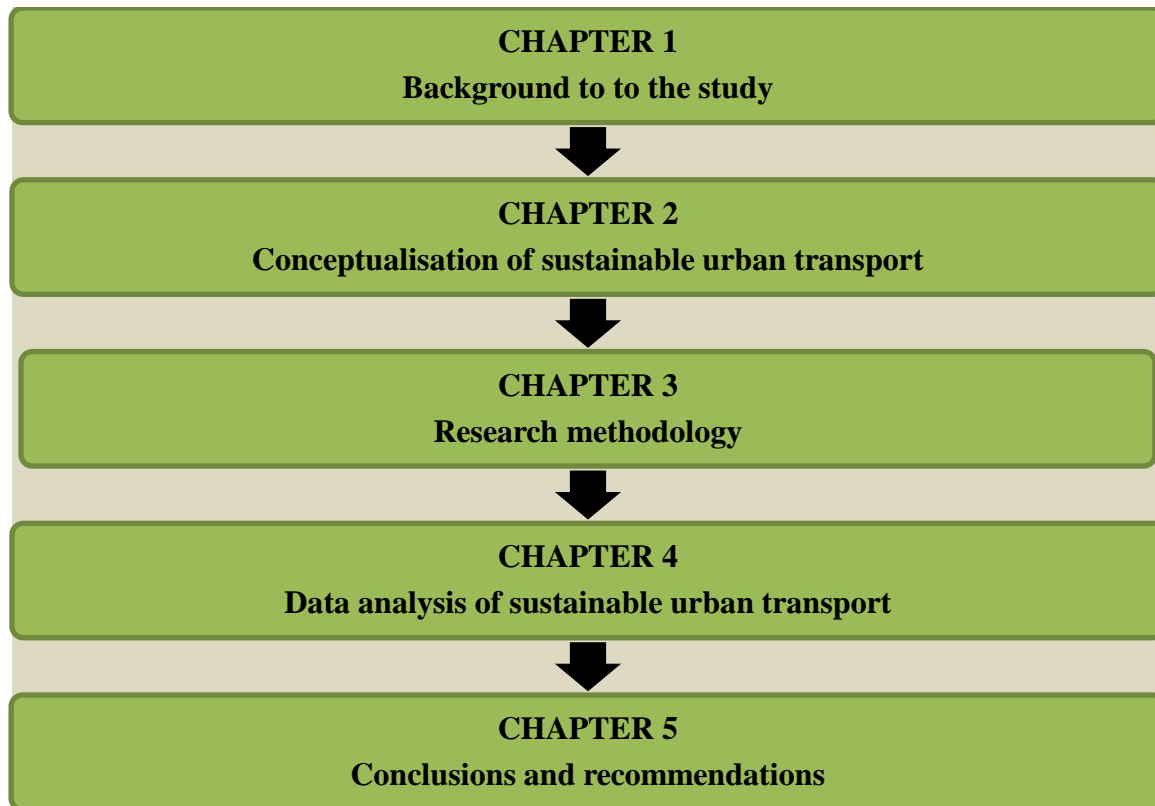 CHAPTER 1
Background to to the study
CHAPTER 2
Conceptualisation of sustainable urban transport
CHAPTER 3
Research methodology
CHAPTER 4
Data analysis of sustainable urban transport
CHAPTER 5
Conclusions and recommendations